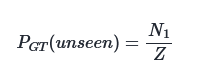 P_{GT}(unseen) = \frac{N_1}{Z}